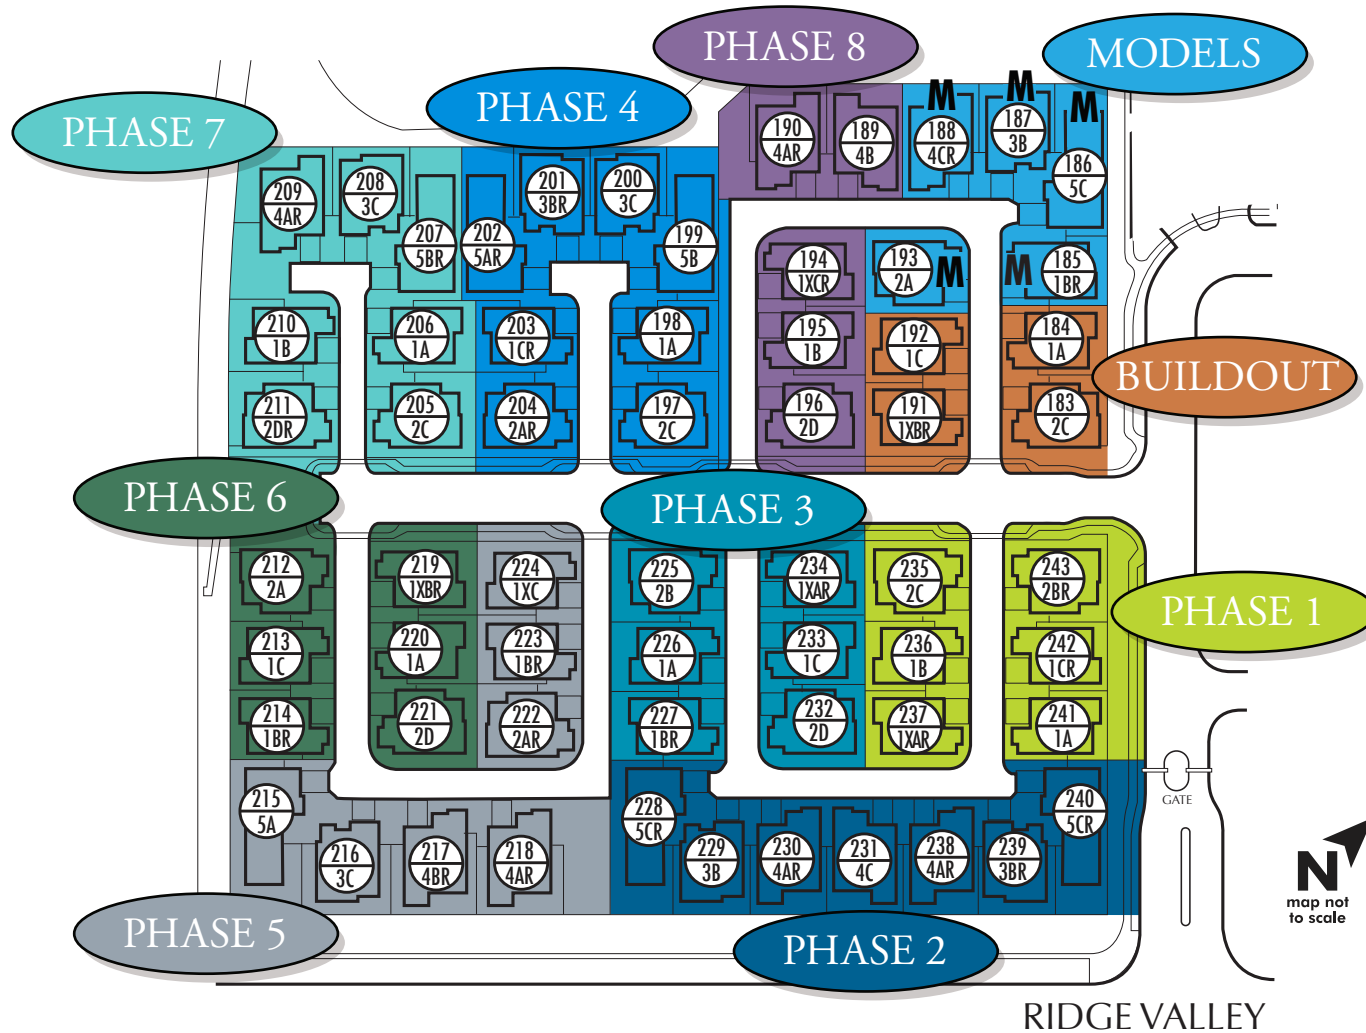 PHASE 8
MODELS
PHASE 4
PHASE 7
M
M
M
190
4AR
189
4B
188
4CR
187
3B
186
5C
209
4AR
208
3C
207
5BR
202
5AR
201
3BR
200
3C
199
5B
194
1XCR
193
2A
M
M
185
1BR
210
1B
206
1A
203
1CR
198
1A
195
1B
192
1C
184
1A
BUILDOUT
211
2DR
205
2C
204
2AR
197
2C
196
2D
191
1XBR
183
2C
PHASE 6
PHASE 3
212
2A
219
1XBR
224
1XC
225
2B
234
1XAR
235
2C
243
2BR
PHASE 1
213
1C
220
1A
223
1BR
226
1A
233
1C
236
1B
242
1CR
214
1BR
221
2D
222
2AR
227
1BR
232
2D
237
1XAR
241
1A
215
5A
216
3C
217
4BR
218
4AR
228
5CR
229
3B
230
4AR
231
4C
238
4AR
239
3BR
240
5CR
GATE
N
map not
to scale
PHASE 5
PHASE 2
RIDGE VALLEY